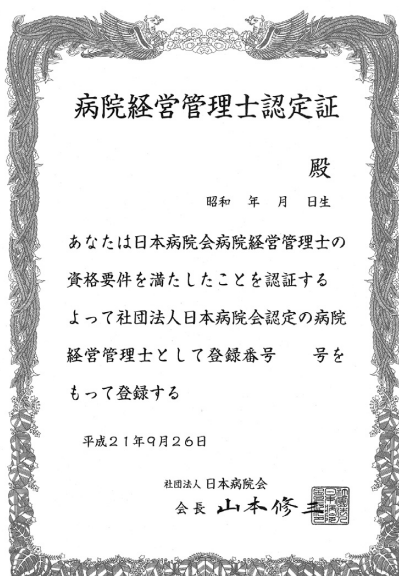 病院経営管理士認定証
殿
昭和　年　月　日生
あなたは日本病院会病院経営管理士の
資格要件を満たしたことを認証する
よって社団法人日本病院会認定の病院
経営管理士として登録番号　　号を
もって登録する
平成21年9月26日
社団法人 日本病院会
会長 山本修三